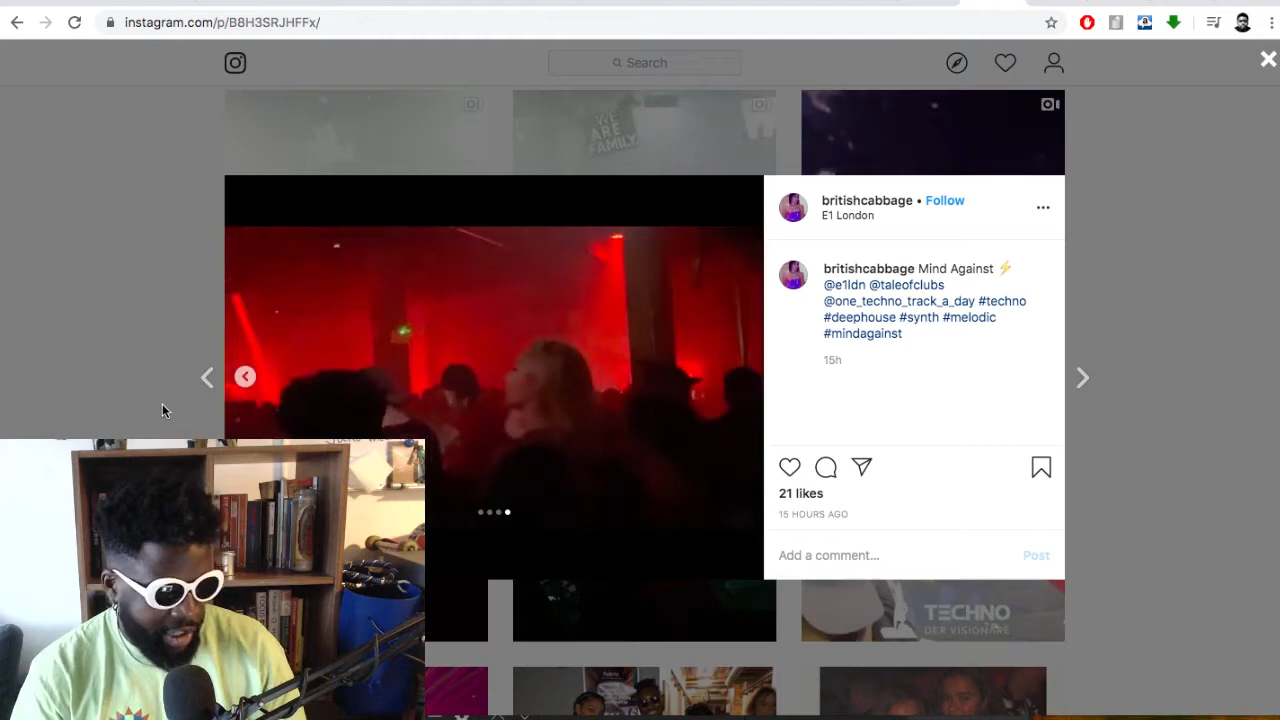 instagram.com/p/B8H3SRJHFFx/
Search
WE
ARE
FAMILY
britishcabbage • Follow
E1 London
britishcabbage Mind Against ⚡
@e1ldn @taleofclubs
@one_techno_track_a_day #techno
#deephouse #synth #melodic
#mindagainst
15h
21 likes
15 HOURS AGO
Add a comment... Post
TECHNO
DER VISIONÄRE